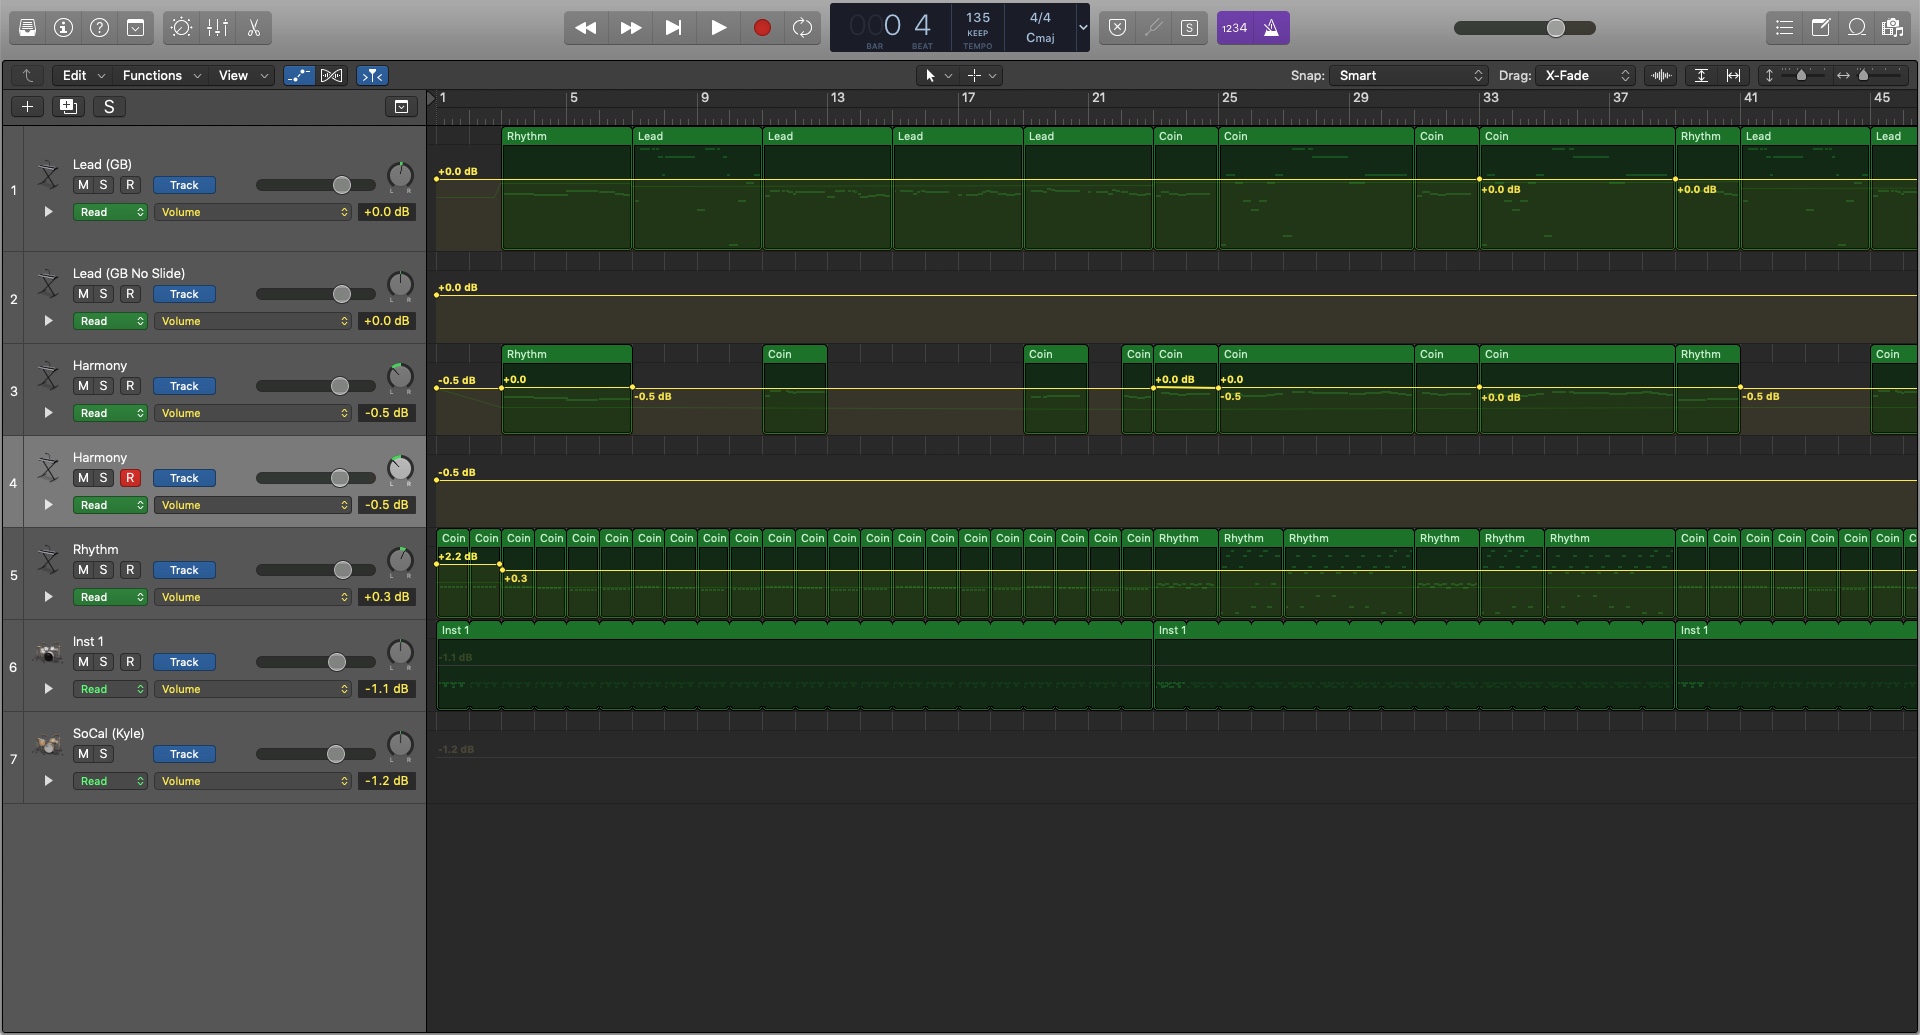 000 4
BAR BEAT
135
KEEP
TEMPO
4/4
Cmaj
S
1234
Edit Functions View
Snap: Smart Drag: X-Fade
S
1 5 9 13 17 21 25 29 33 37 41 45
1
Lead (GB)
M S R Track
L R
Read Volume +0.0 dB
Rhythm Lead Lead Lead Lead Coin Coin Coin Coin Rhythm Lead Lead
+0.0 dB
+0.0 dB +0.0 dB
2
Lead (GB No Slide)
M S R Track
L R
Read Volume +0.0 dB
+0.0 dB
3
Harmony
M S R Track
L R
Read Volume -0.5 dB
Rhythm Coin Coin Coin Coin Coin Coin Coin Rhythm Coin
-0.5 dB +0.0 +0.0 dB +0.0
-0.5 dB -0.5 +0.0 dB -0.5 dB
4
Harmony
M S R Track
L R
Read Volume -0.5 dB
-0.5 dB
5
Rhythm
M S R Track
L R
Read Volume +0.3 dB
Coin Coin Coin Coin Coin Coin Coin Coin Coin Coin Coin Coin Coin Coin Coin Coin Coin Coin Coin Coin Coin Coin Rhythm Rhythm Rhythm Rhythm Rhythm Rhythm Coin Coin Coin Coin Coin Coin Coin C
+2.2 dB
+0.3
6
Inst 1
M S R Track
L R
Read Volume -1.1 dB
Inst 1 Inst 1 Inst 1
-1.1 dB
7
SoCal (Kyle)
M S Track
L R
Read Volume -1.2 dB
-1.2 dB